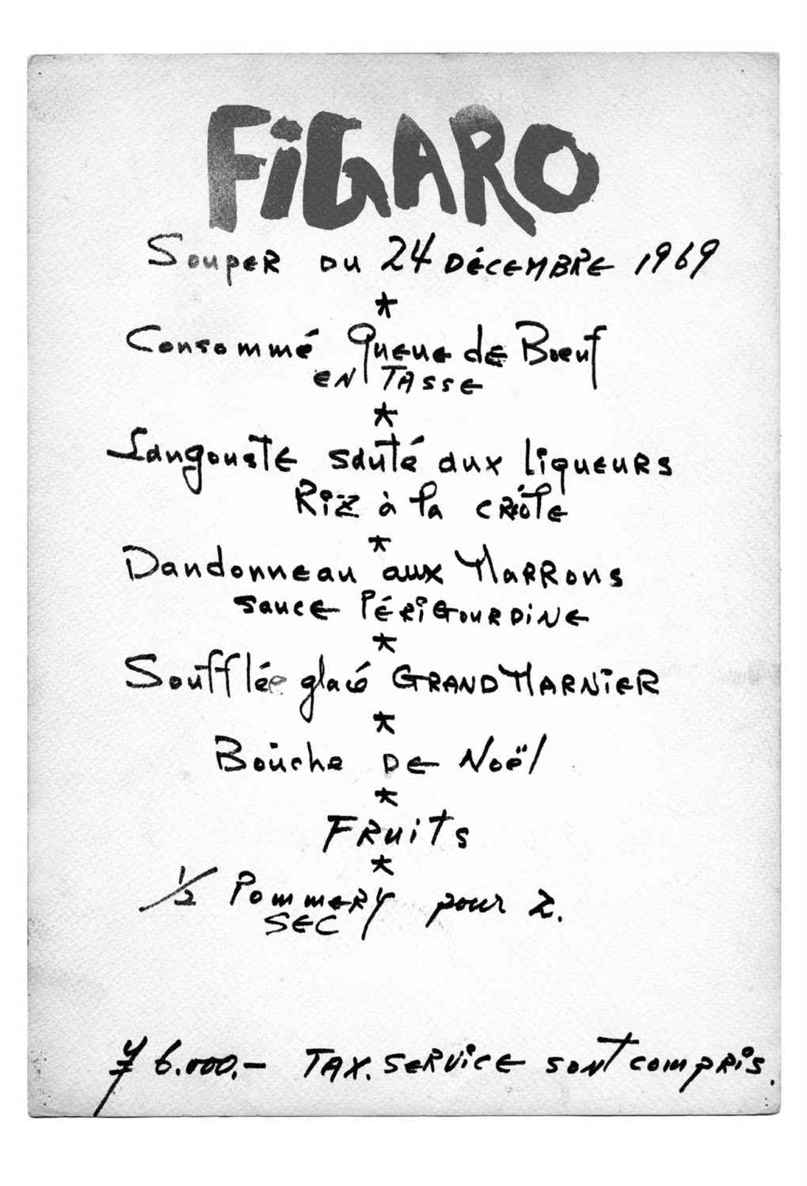 FiGARO
Souper du 24 Décembre 1969
*
Consommé Queue de Boeuf
EN TASSE
*
Langouste sauté aux liqueurs
Riz à la créole
*
Dandonneau aux Marrons
sauce Périgourdine
*
Soufflée glacé GRAND MARNIER
*
Boûche de Noël
*
Fruits
*
1/2 Pommery pour 2.
SEC
¥ 6.000.- TAX. SERVICE sont compris.